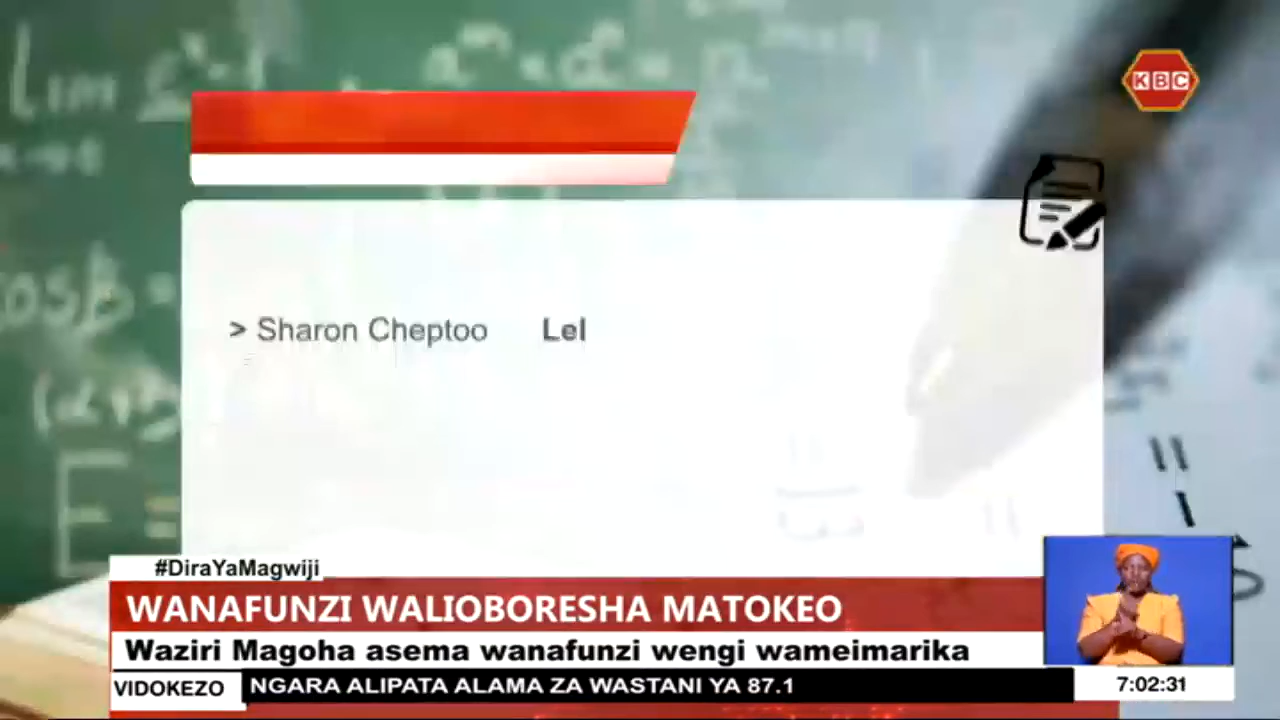 KBC
> Sharon Cheptoo Lel
#DiraYaMagwiji
WANAFUNZI WALIOBORESHA MATOKEO
Waziri Magoha asema wanafunzi wengi wameimarika
VIDOKEZO NGARA ALIPATA ALAMA ZA WASTANI YA 87.1
7:02:31